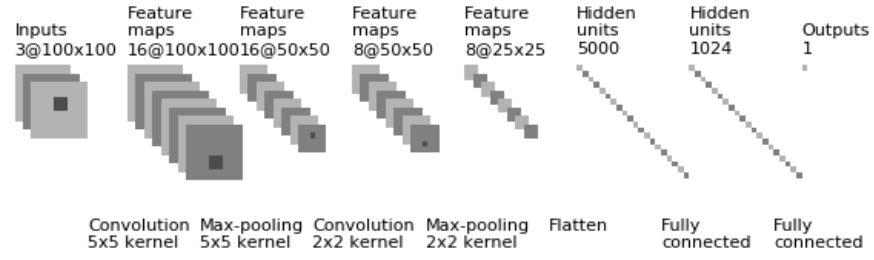 Inputs
3@100x100
Feature
maps
16@100x100
Feature
maps
16@50x50
Feature
maps
8@50x50
Feature
maps
8@25x25
Hidden
units
5000
Hidden
units
1024
Outputs
1
Convolution
5x5 kernel
Max-pooling
5x5 kernel
Convolution
2x2 kernel
Max-pooling
2x2 kernel
Flatten
Fully
connected
Fully
connected